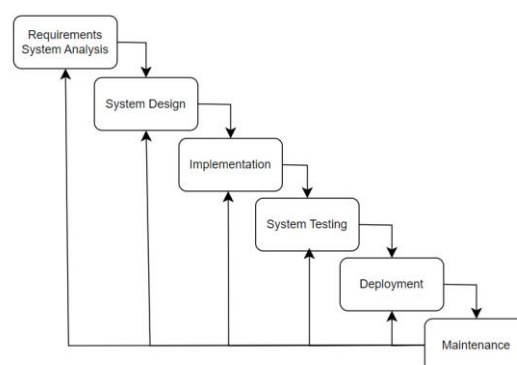 Requirements
System Analysis
System Design
Implementation
System Testing
Deployment
Maintenance